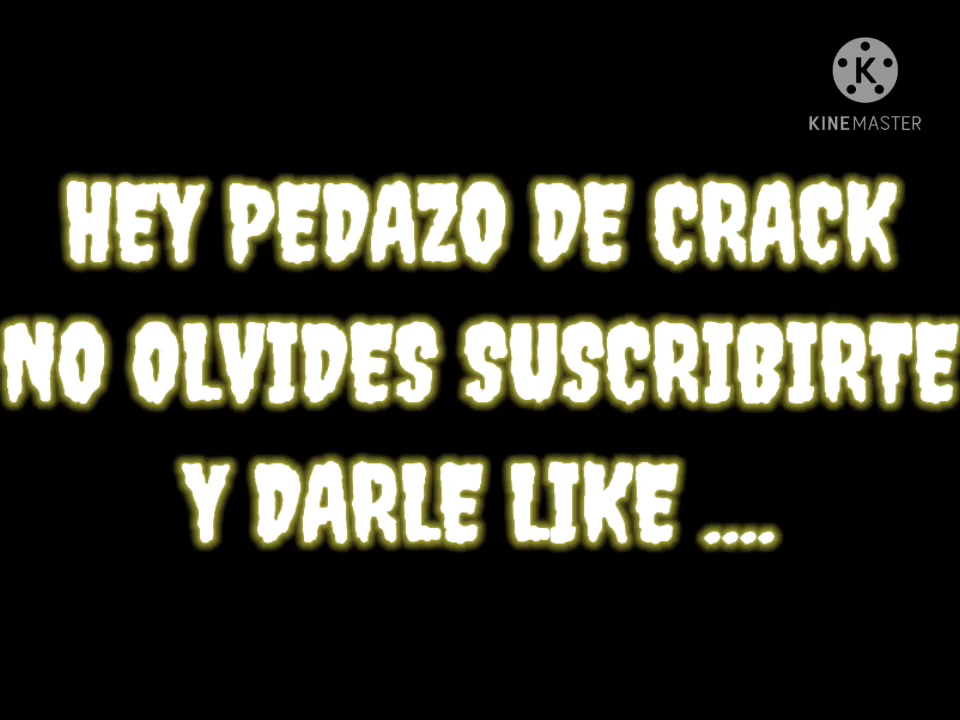 K
KINEMASTER
HEY PEDAZO DE CRACK
NO OLVIDES SUSCRIBIRTE
Y DARLE LIKE ....